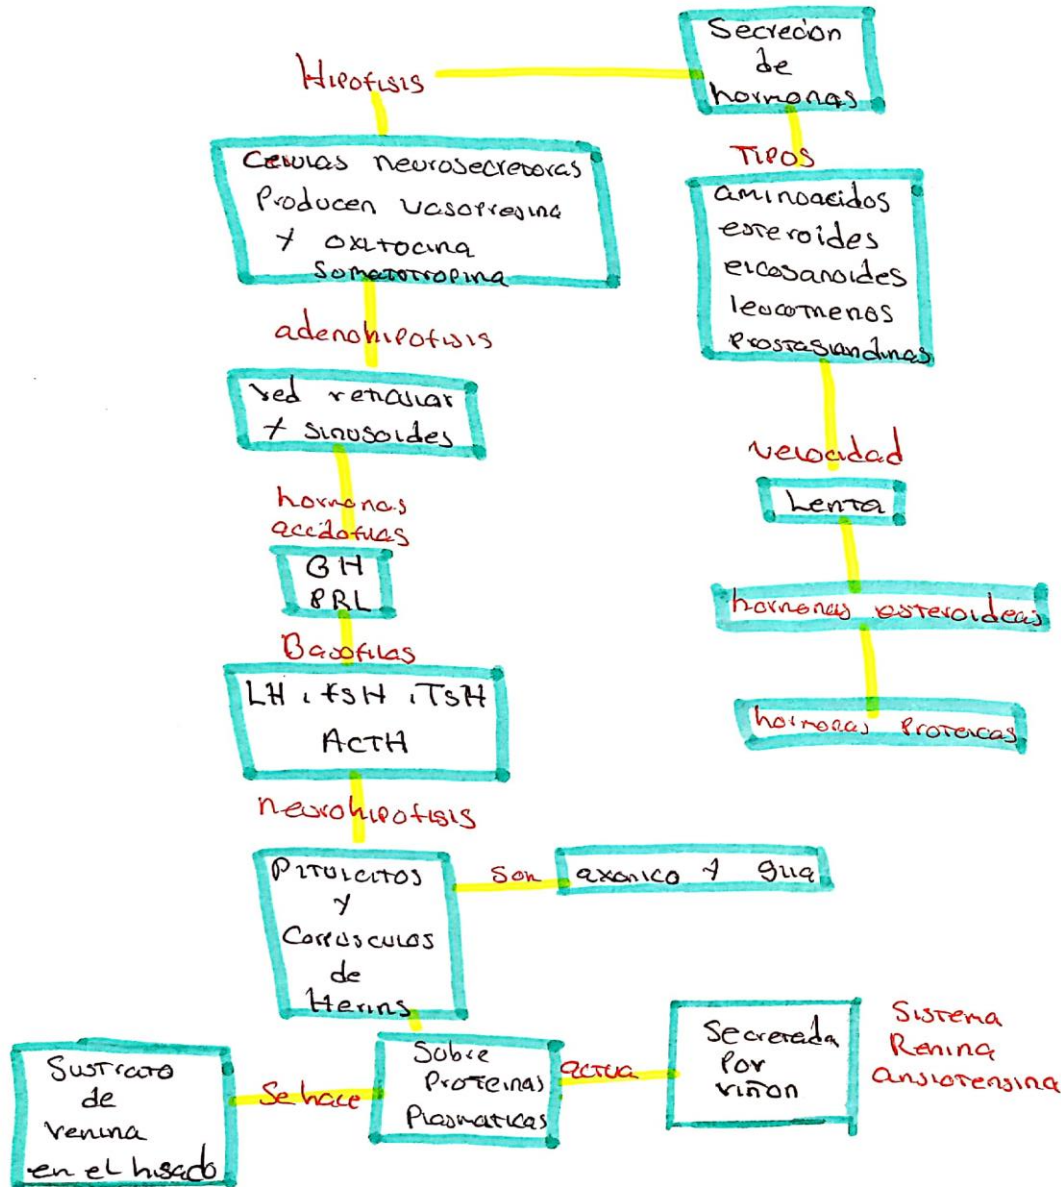 Secrecion
de
hormonas
Hipofisis
Celulas neurosecretoras
Producen vasopresina
y oxitocina
Somatotropina
adenohipofisis
red reticular
y sinusoides
hormonas
acidofilas
GH
PRL
Basofilas
LH, FSH, TSH
ACTH
neurohipofisis
Pituicitos
y
Corpusculos
de
Herins
Son
axonico y glia
Tipos
aminoacidos
esteroides
eicosanoides
leucotrienos
Prostaglandinas
velocidad
Lenta
hormonas esteroideas
hormonas Proteicas
Sustrato
de
renina
en el higado
Se hace
Sobre
Proteinas
Plasmaticas
actua
Secretada
Por
riñon
Sistema
Renina
angiotensina